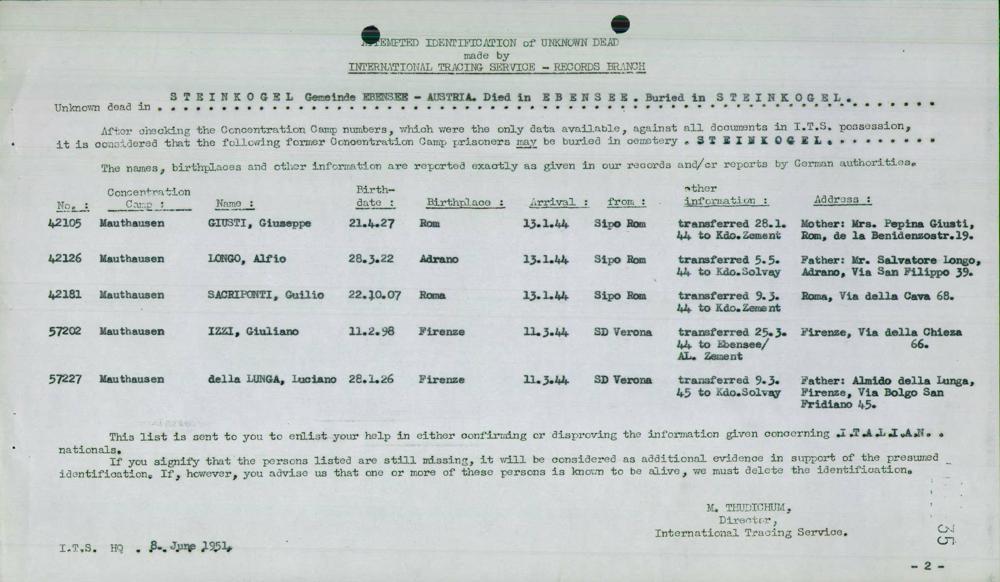 ATTEMPTED IDENTIFICATION of UNKNOWN DEAD
made by
INTERNATIONAL TRACING SERVICE - RECORDS BRANCH
Unknown dead in . STEINKOGEL Gemeinde EBENSEE - AUSTRIA. Died in EBENSEE. Buried in STEINKOGEL.
After checking the Concentration Camp numbers, which were the only data available, against all documents in I.T.S. possession,
it is considered that the following former Concentration Camp prisoners may be buried in cemetery . STEINKOGEL. . . . . . . . .
The names, birthplaces and other information are reported exactly as given in our records and/or reports by German authorities.
No. : Concentration Camp : Name : Birth-date : Birthplace : Arrival : from : other information : Address :
42105 Mauthausen GIUSTI, Giuseppe 21.4.27 Rom 13.1.44 Sipo Rom transferred 28.1. Mother: Mrs. Pepina Giusti,
44 to Kdo.Zement Rom, de la Benidenzostr.19.
42126 Mauthausen LONGO, Alfio 28.3.22 Adrano 13.1.44 Sipo Rom transferred 5.5. Father: Mr. Salvatore Longo,
44 to Kdo.Solvay Adrano, Via San Filippo 39.
42181 Mauthausen SACRIPONTI, Guilio 22.10.07 Roma 13.1.44 Sipo Rom transferred 9.3. Roma, Via della Cava 68.
44 to Kdo.Zement
57202 Mauthausen IZZI, Giuliano 11.2.98 Firenze 11.3.44 SD Verona transferred 25.3. Firenze, Via della Chieza
44 to Ebensee/ 66.
AL. Zement
57227 Mauthausen della LUNGA, Luciano 28.1.26 Firenze 11.3.44 SD Verona transferred 9.3. Father: Almido della Lunga,
45 to Kdo.Solvay Firenze, Via Bolgo San
Fridiano 45.
This list is sent to you to enlist your help in either confirming or disproving the information given concerning .I.T.A.L.I.A.N. .
nationals.
If you signify that the persons listed are still missing, it will be considered as additional evidence in support of the presumed
identification. If, however, you advise us that one or more of these persons is known to be alive, we must delete the identification.
M. THUDICHUM,
Director,
International Tracing Service.
I.T.S. HQ . 8. June 1951.
35
- 2 -